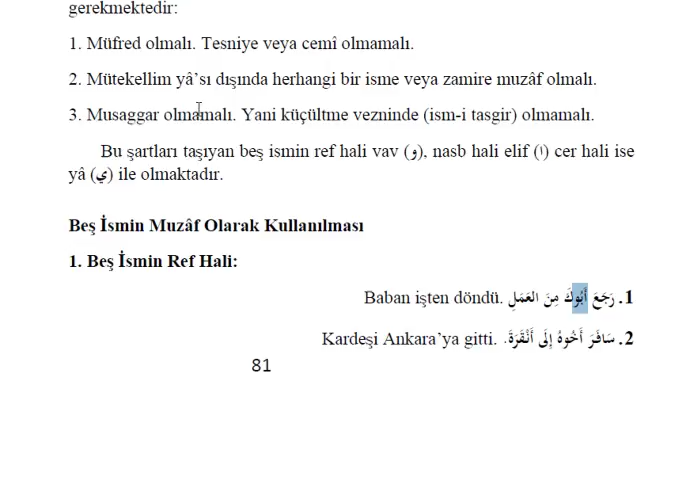 gerekmektedir:
1. Müfred olmalı. Tesniye veya cemî olmamalı.
2. Mütekellim yâ’sı dışında herhangi bir isme veya zamire muzâf olmalı.
3. Musaggar olmamalı. Yani küçültme vezninde (ism-i tasgir) olmamalı.
Bu şartları taşıyan beş ismin ref hali vav (و), nasb hali elif (ا) cer hali ise
yâ (ي) ile olmaktadır.
Beş İsmin Muzâf Olarak Kullanılması
1. Beş İsmin Ref Hali:
1. رَجَعَ أَبُوكَ مِنَ العَمَلِ. Baban işten döndü.
2. سَافَرَ أَخُوهُ إِلَى أَنْقَرَةَ. Kardeşi Ankara’ya gitti.
81